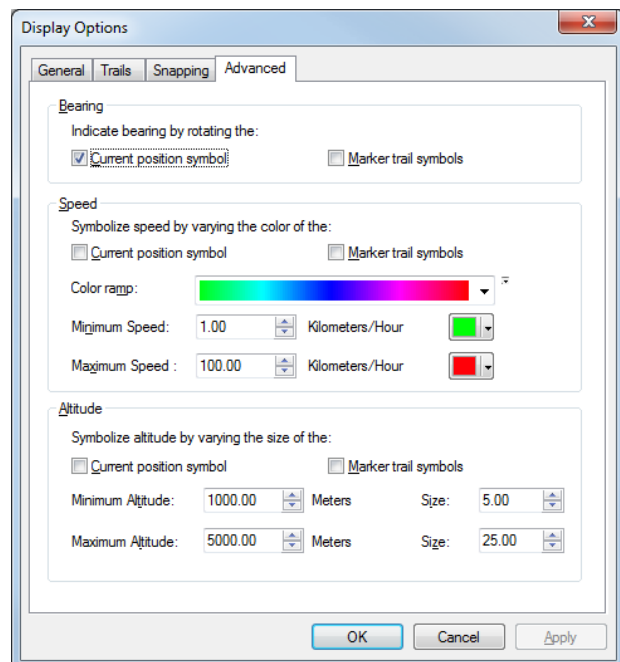 Display Options
General Trails Snapping Advanced
Bearing
Indicate bearing by rotating the:
Current position symbol Marker trail symbols
Speed
Symbolize speed by varying the color of the:
Current position symbol Marker trail symbols
Color ramp:
Minimum Speed: 1.00 Kilometers/Hour
Maximum Speed : 100.00 Kilometers/Hour
Altitude
Symbolize altitude by varying the size of the:
Current position symbol Marker trail symbols
Minimum Altitude: 1000.00 Meters Size: 5.00
Maximum Altitude: 5000.00 Meters Size: 25.00
OK Cancel Apply